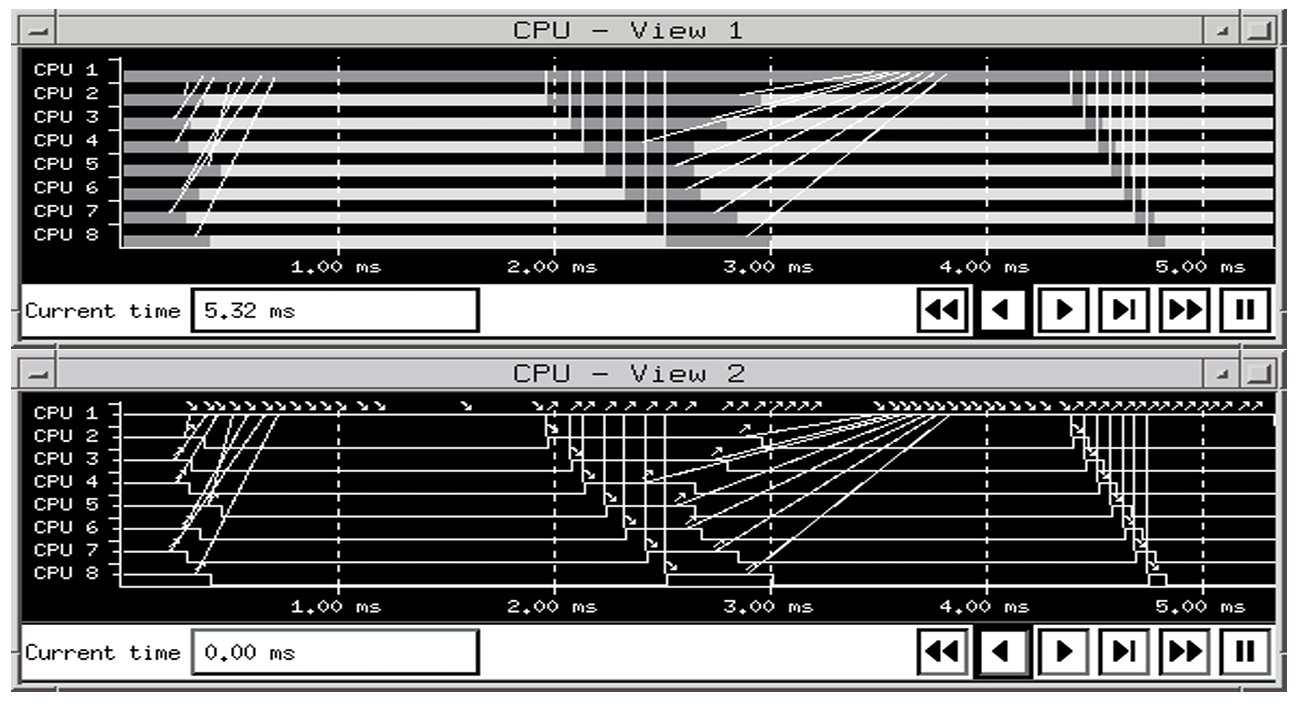 CPU - View 1
CPU 1
CPU 2
CPU 3
CPU 4
CPU 5
CPU 6
CPU 7
CPU 8
1.00 ms 2.00 ms 3.00 ms 4.00 ms 5.00 ms
Current time 5.32 ms
CPU - View 2
CPU 1
CPU 2
CPU 3
CPU 4
CPU 5
CPU 6
CPU 7
CPU 8
1.00 ms 2.00 ms 3.00 ms 4.00 ms 5.00 ms
Current time 0.00 ms